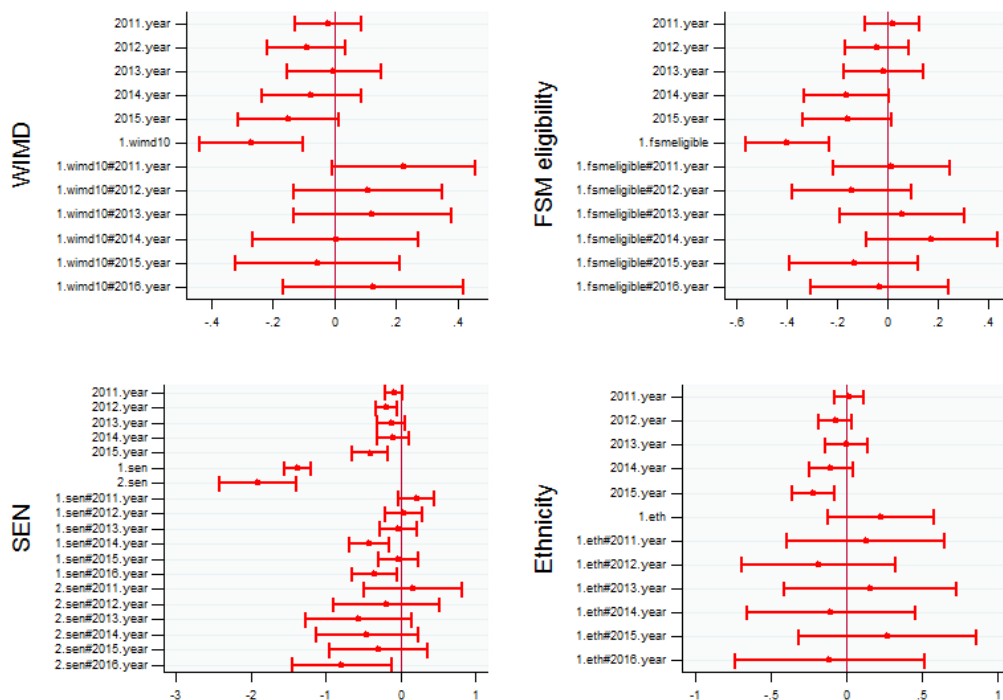 WIMD
2011.year
2012.year
2013.year
2014.year
2015.year
1.wimd10
1.wimd10#2011.year
1.wimd10#2012.year
1.wimd10#2013.year
1.wimd10#2014.year
1.wimd10#2015.year
1.wimd10#2016.year
-.4 -.2 0 .2 .4
FSM eligibility
2011.year
2012.year
2013.year
2014.year
2015.year
1.fsmeligible
1.fsmeligible#2011.year
1.fsmeligible#2012.year
1.fsmeligible#2013.year
1.fsmeligible#2014.year
1.fsmeligible#2015.year
1.fsmeligible#2016.year
-.6 -.4 -.2 0 .2 .4
SEN
2011.year
2012.year
2013.year
2014.year
2015.year
1.sen
2.sen
1.sen#2011.year
1.sen#2012.year
1.sen#2013.year
1.sen#2014.year
1.sen#2015.year
1.sen#2016.year
2.sen#2011.year
2.sen#2012.year
2.sen#2013.year
2.sen#2014.year
2.sen#2015.year
2.sen#2016.year
-3 -2 -1 0 1
Ethnicity
2011.year
2012.year
2013.year
2014.year
2015.year
1.eth
1.eth#2011.year
1.eth#2012.year
1.eth#2013.year
1.eth#2014.year
1.eth#2015.year
1.eth#2016.year
-1 -.5 0 .5 1